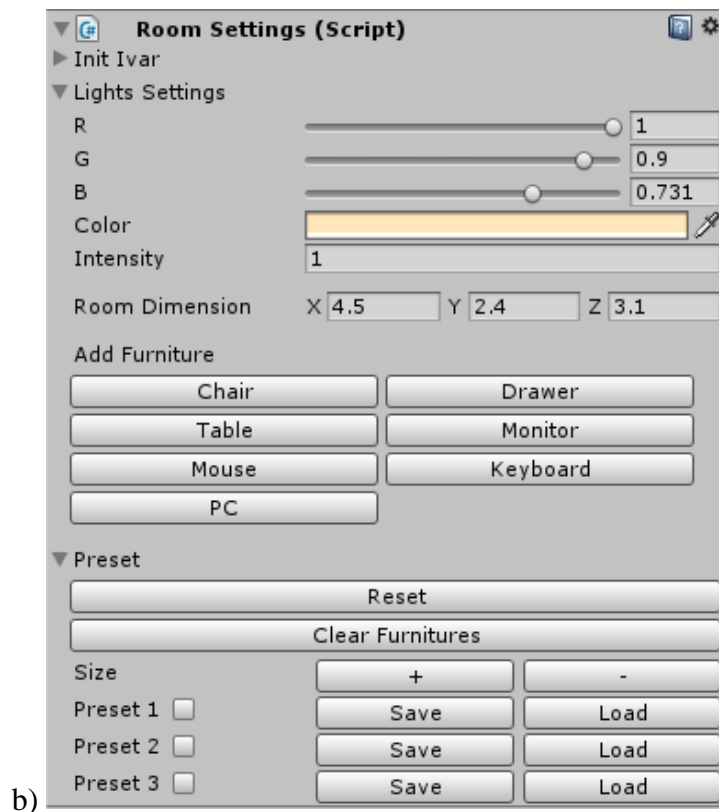 Room Settings (Script)
Init Ivar
Lights Settings
R 1
G 0.9
B 0.731
Color
Intensity 1
Room Dimension X 4.5 Y 2.4 Z 3.1
Add Furniture
Chair Drawer
Table Monitor
Mouse Keyboard
PC
Preset
Reset
Clear Furnitures
Size + -
Preset 1 Save Load
Preset 2 Save Load
Preset 3 Save Load
b)